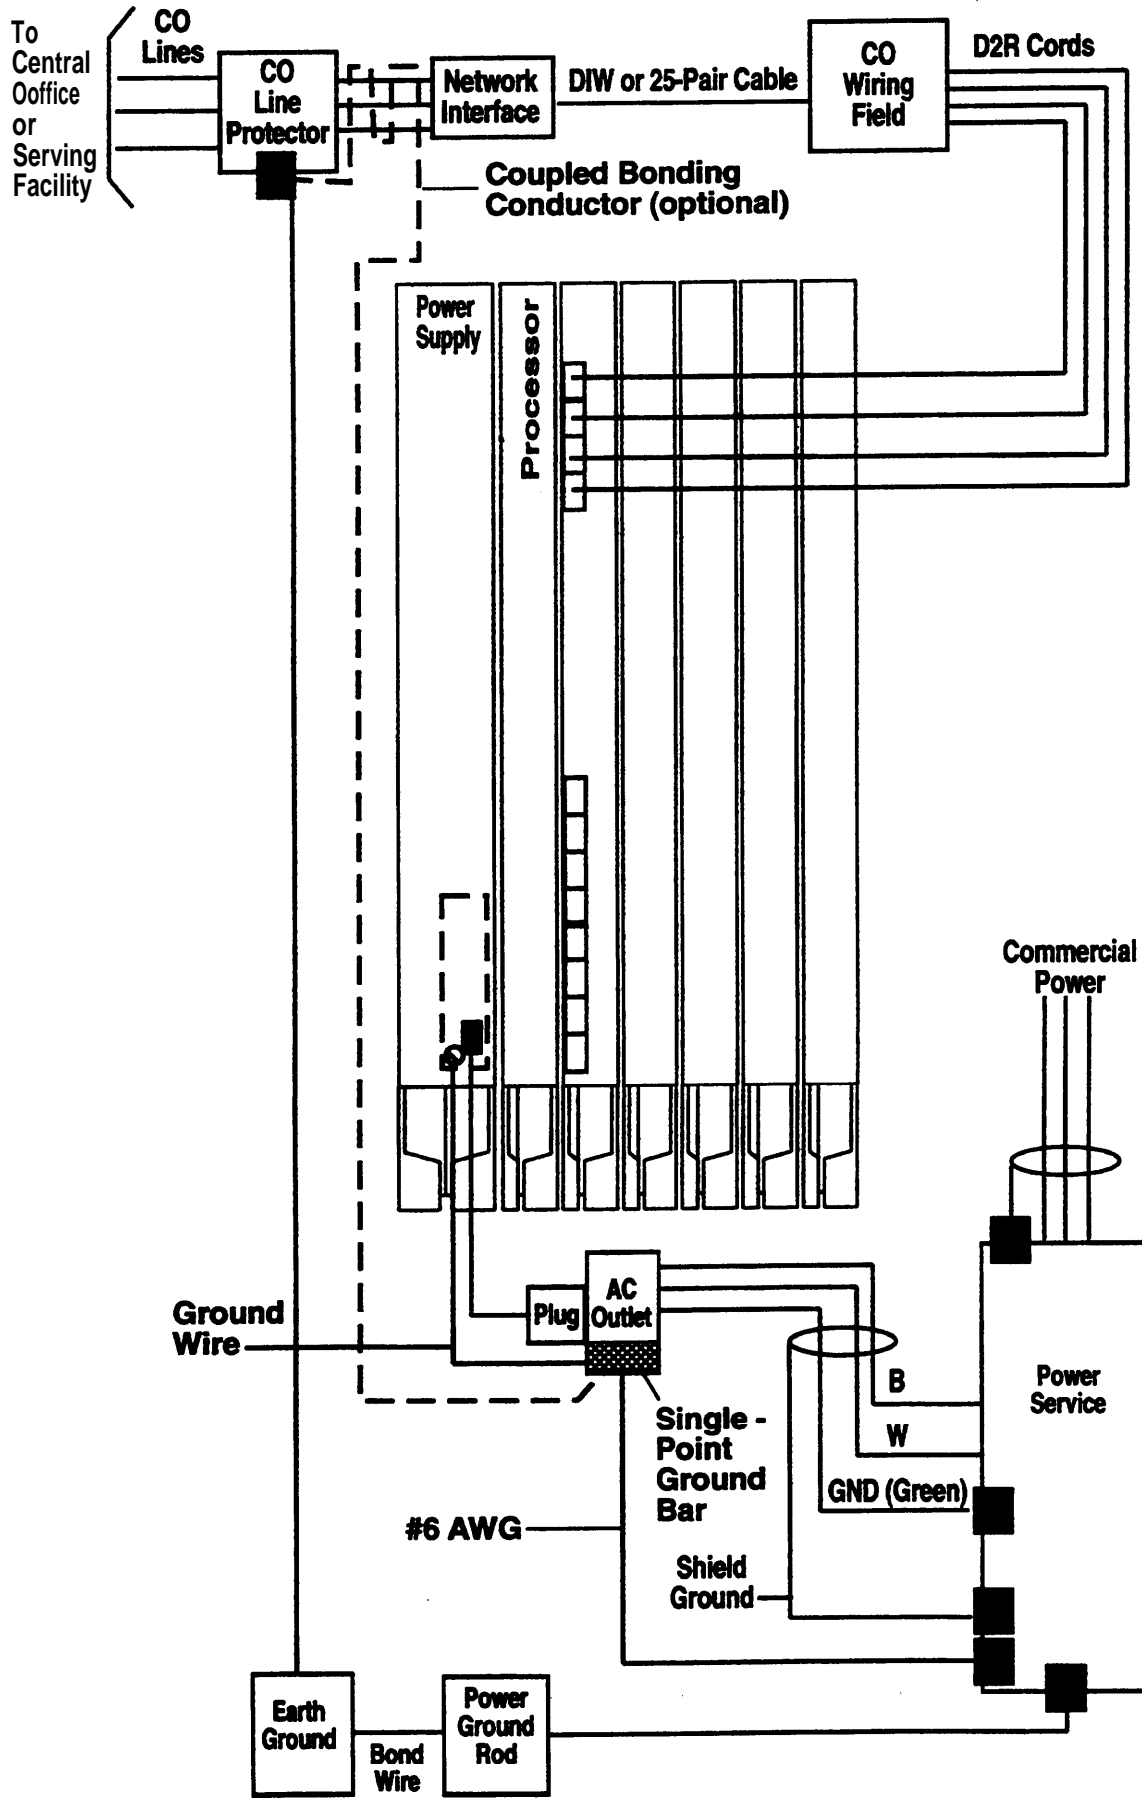 To
Central
Ooffice
or
Serving
Facility
CO
Lines
CO
Line
Protector
Network
Interface
DIW or 25-Pair Cable
CO
Wiring
Field
D2R Cords
Coupled Bonding
Conductor (optional)
Power
Supply
Processor
Commercial
Power
Ground
Wire
Plug
AC
Outlet
Power
Service
B
W
GND (Green)
Single -
Point
Ground
Bar
#6 AWG
Shield
Ground
Earth
Ground
Bond
Wire
Power
Ground
Rod